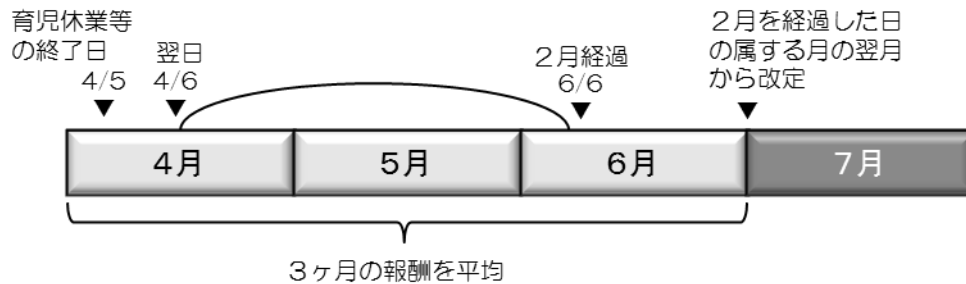 育児休業等
の終了日
4/5
翌日
4/6
2月経過
6/6
2月を経過した日
の属する月の翌月
から改定
4月
5月
6月
7月
3ヶ月の報酬を平均